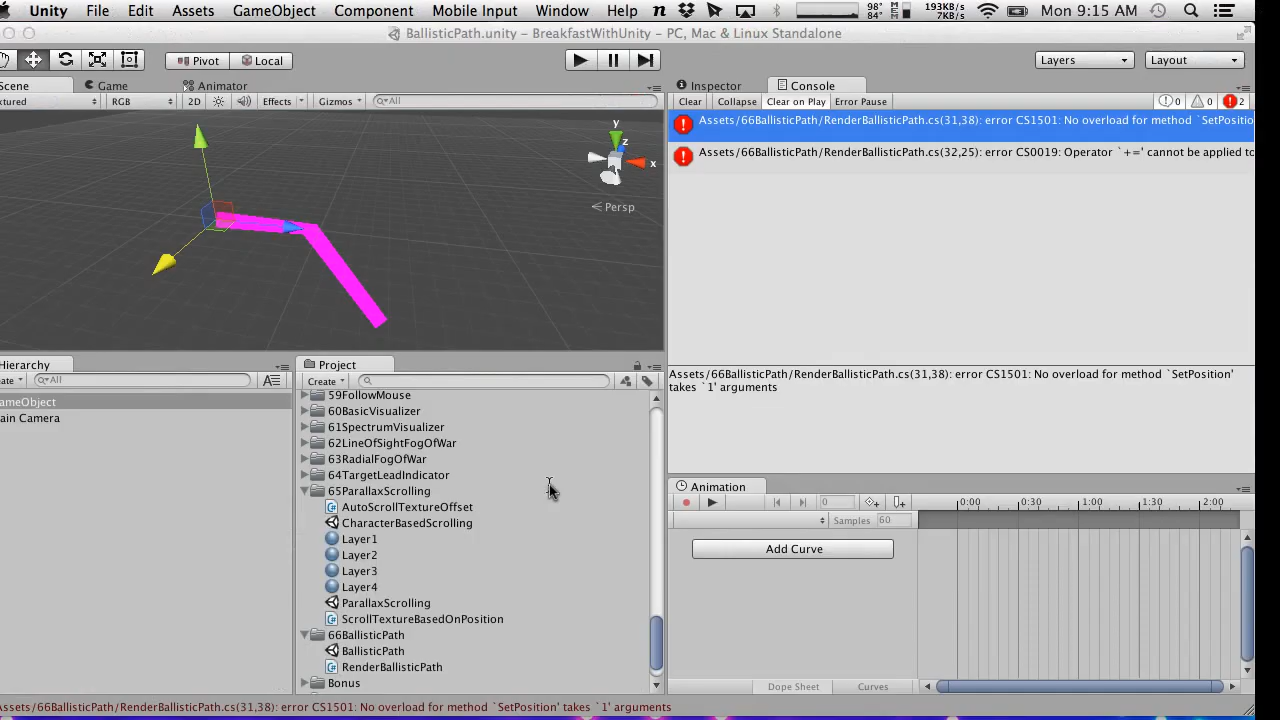 Unity File Edit Assets GameObject Component Mobile Input Window Help 98° 84° MEM 193KB/s 7KB/s Mon 9:15 AM
BallisticPath.unity – BreakfastWithUnity – PC, Mac & Linux Standalone
Pivot Local Layers Layout
Scene Game Animator Inspector Console
xtured RGB 2D Effects Gizmos All Clear Collapse Clear on Play Error Pause 0 0 2
Assets/66BallisticPath/RenderBallisticPath.cs(31,38): error CS1501: No overload for method `SetPositio
Assets/66BallisticPath/RenderBallisticPath.cs(32,25): error CS0019: Operator `+=' cannot be applied to
y
z
x
Persp
Hierarchy Project
ate All Create
ameObject
ain Camera
59FollowMouse
60BasicVisualizer
61SpectrumVisualizer
62LineOfSightFogOfWar
63RadialFogOfWar
64TargetLeadIndicator
65ParallaxScrolling
AutoScrollTextureOffset
CharacterBasedScrolling
Layer1
Layer2
Layer3
Layer4
ParallaxScrolling
ScrollTextureBasedOnPosition
66BallisticPath
BallisticPath
RenderBallisticPath
Bonus
Assets/66BallisticPath/RenderBallisticPath.cs(31,38): error CS1501: No overload for method `SetPosition'
takes `1' arguments
Animation
0 0:00 0:30 1:00 1:30 2:00
Samples 60
Add Curve
Dope Sheet Curves
Assets/66BallisticPath/RenderBallisticPath.cs(31,38): error CS1501: No overload for method `SetPosition' takes `1' arguments